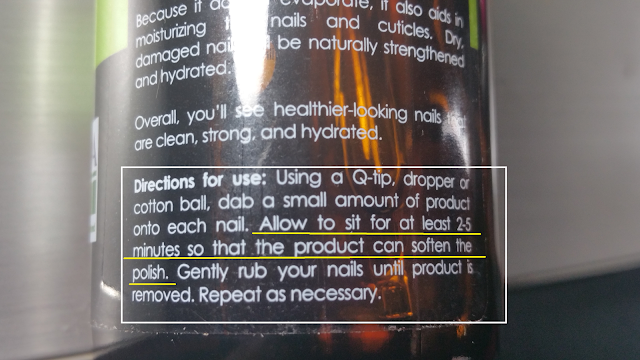 Because it evaporate, it also aids in
moisturizing nails and cuticles. Dry,
damaged be naturally strengthened
and hydrated.
Overall, you'll see healthier-looking nails that
are clean, strong, and hydrated.
Directions for use: Using a Q-tip, dropper or
cotton ball, dab a small amount of product
onto each nail. Allow to sit for at least 2-5
minutes so that the product can soften the
polish. Gently rub your nails until product is
removed. Repeat as necessary.